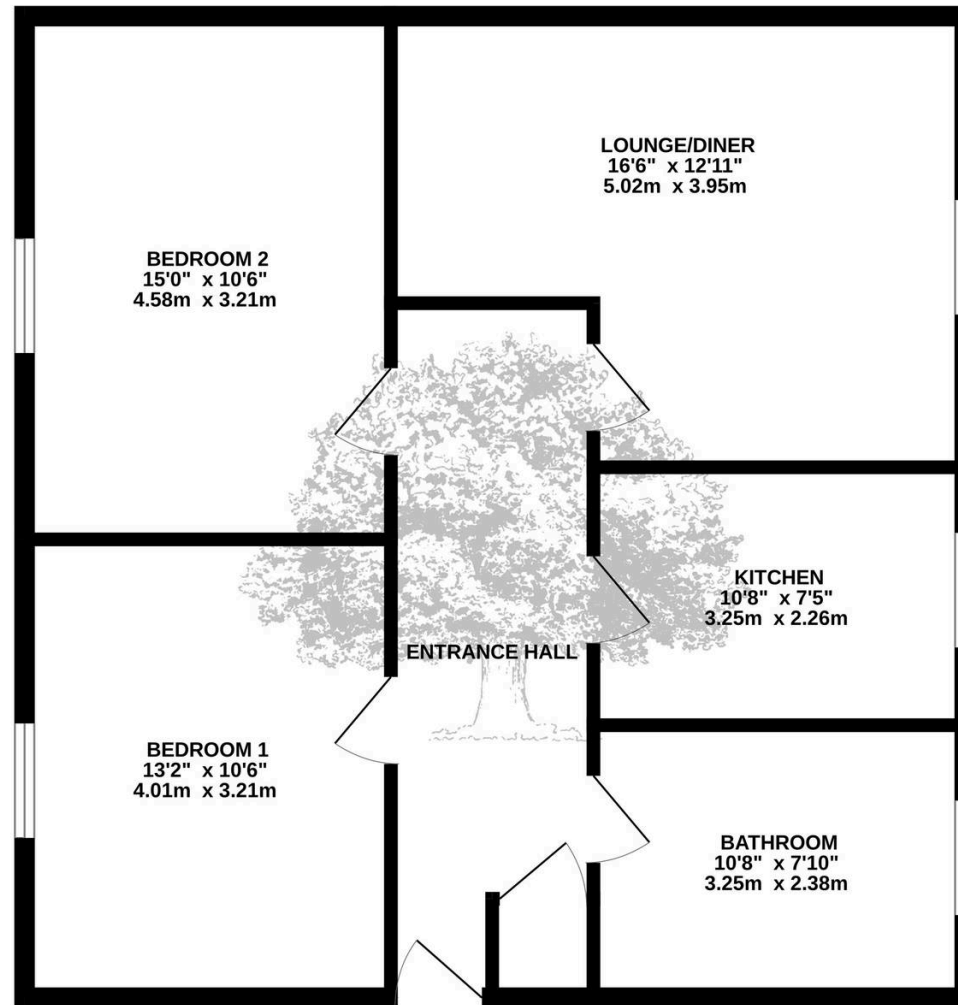 LOUNGE/DINER
16'6" x 12'11"
5.02m x 3.95m
BEDROOM 2
15'0" x 10'6"
4.58m x 3.21m
KITCHEN
10'8" x 7'5"
3.25m x 2.26m
ENTRANCE HALL
BEDROOM 1
13'2" x 10'6"
4.01m x 3.21m
BATHROOM
10'8" x 7'10"
3.25m x 2.38m